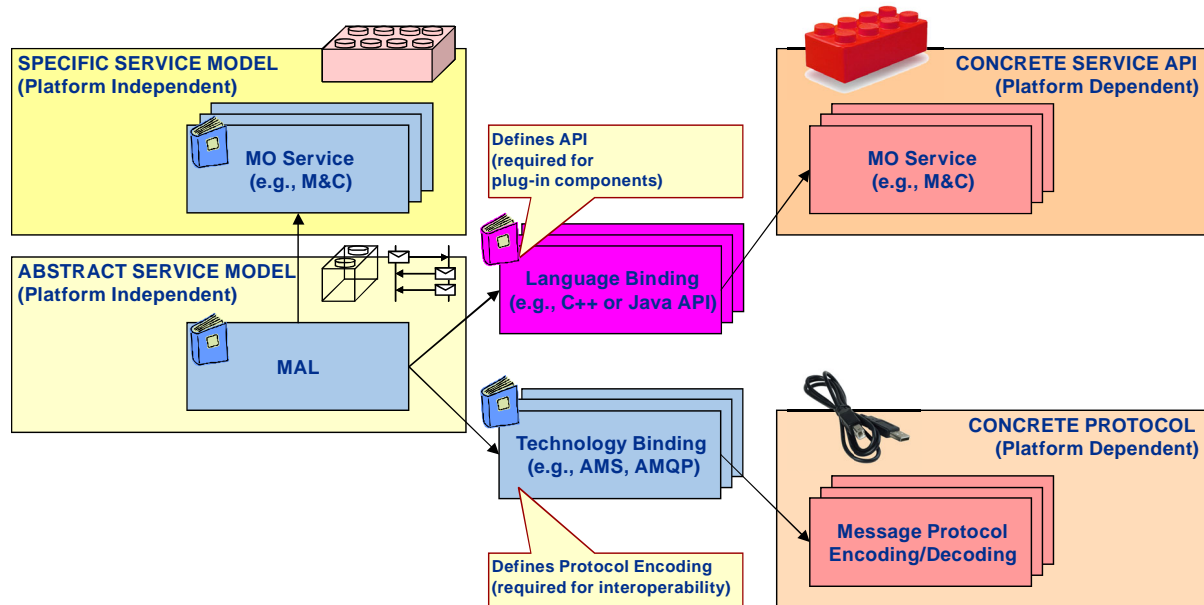 SPECIFIC SERVICE MODEL
(Platform Independent)
MO Service
(e.g., M&C)
ABSTRACT SERVICE MODEL
(Platform Independent)
MAL
Defines API
(required for
plug-in components)
Language Binding
(e.g., C++ or Java API)
Technology Binding
(e.g., AMS, AMQP)
Defines Protocol Encoding
(required for interoperability)
CONCRETE SERVICE API
(Platform Dependent)
MO Service
(e.g., M&C)
CONCRETE PROTOCOL
(Platform Dependent)
Message Protocol
Encoding/Decoding